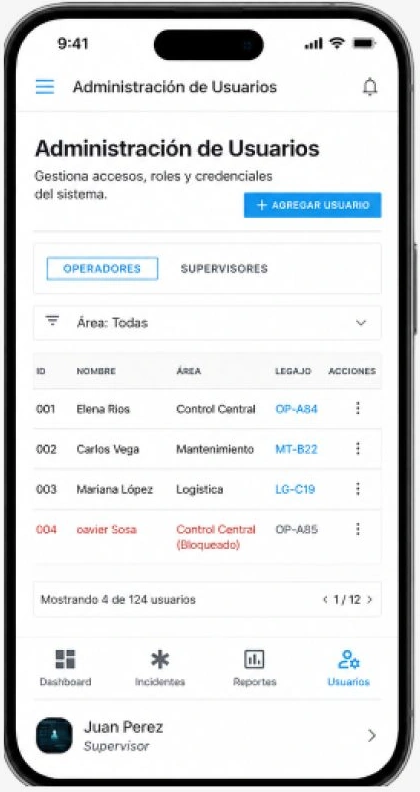 9:41
Administración de Usuarios
Administración de Usuarios
Gestiona accesos, roles y credenciales
del sistema.
+ AGREGAR USUARIO
OPERADORES SUPERVISORES
Área: Todas
ID NOMBRE ÁREA LEGAJO ACCIONES
001 Elena Rios Control Central OP-A84
002 Carlos Vega Mantenimiento MT-B22
003 Mariana López Logística LG-C19
004 oavier Sosa Control Central OP-A85
(Bloqueado)
Mostrando 4 de 124 usuarios < 1/12 >
Dashboard Incidentes Reportes Usuarios
Juan Perez
Supervisor